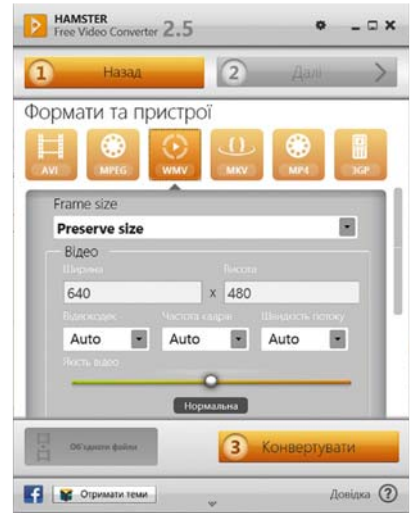 HAMSTER
Free Video Converter 2.5
1 Назад 2 Далі
Формати та пристрої
AVI MPEG WMV MKV MP4 3GP
Frame size
Preserve size
Відео
Ширина Висота
640 x 480
Відеокодек Частота кадрів Швидкість потоку
Auto Auto Auto
Якість відео
Нормальна
Об'єднати файли 3 Конвертувати
Отримати теми Довідка ?